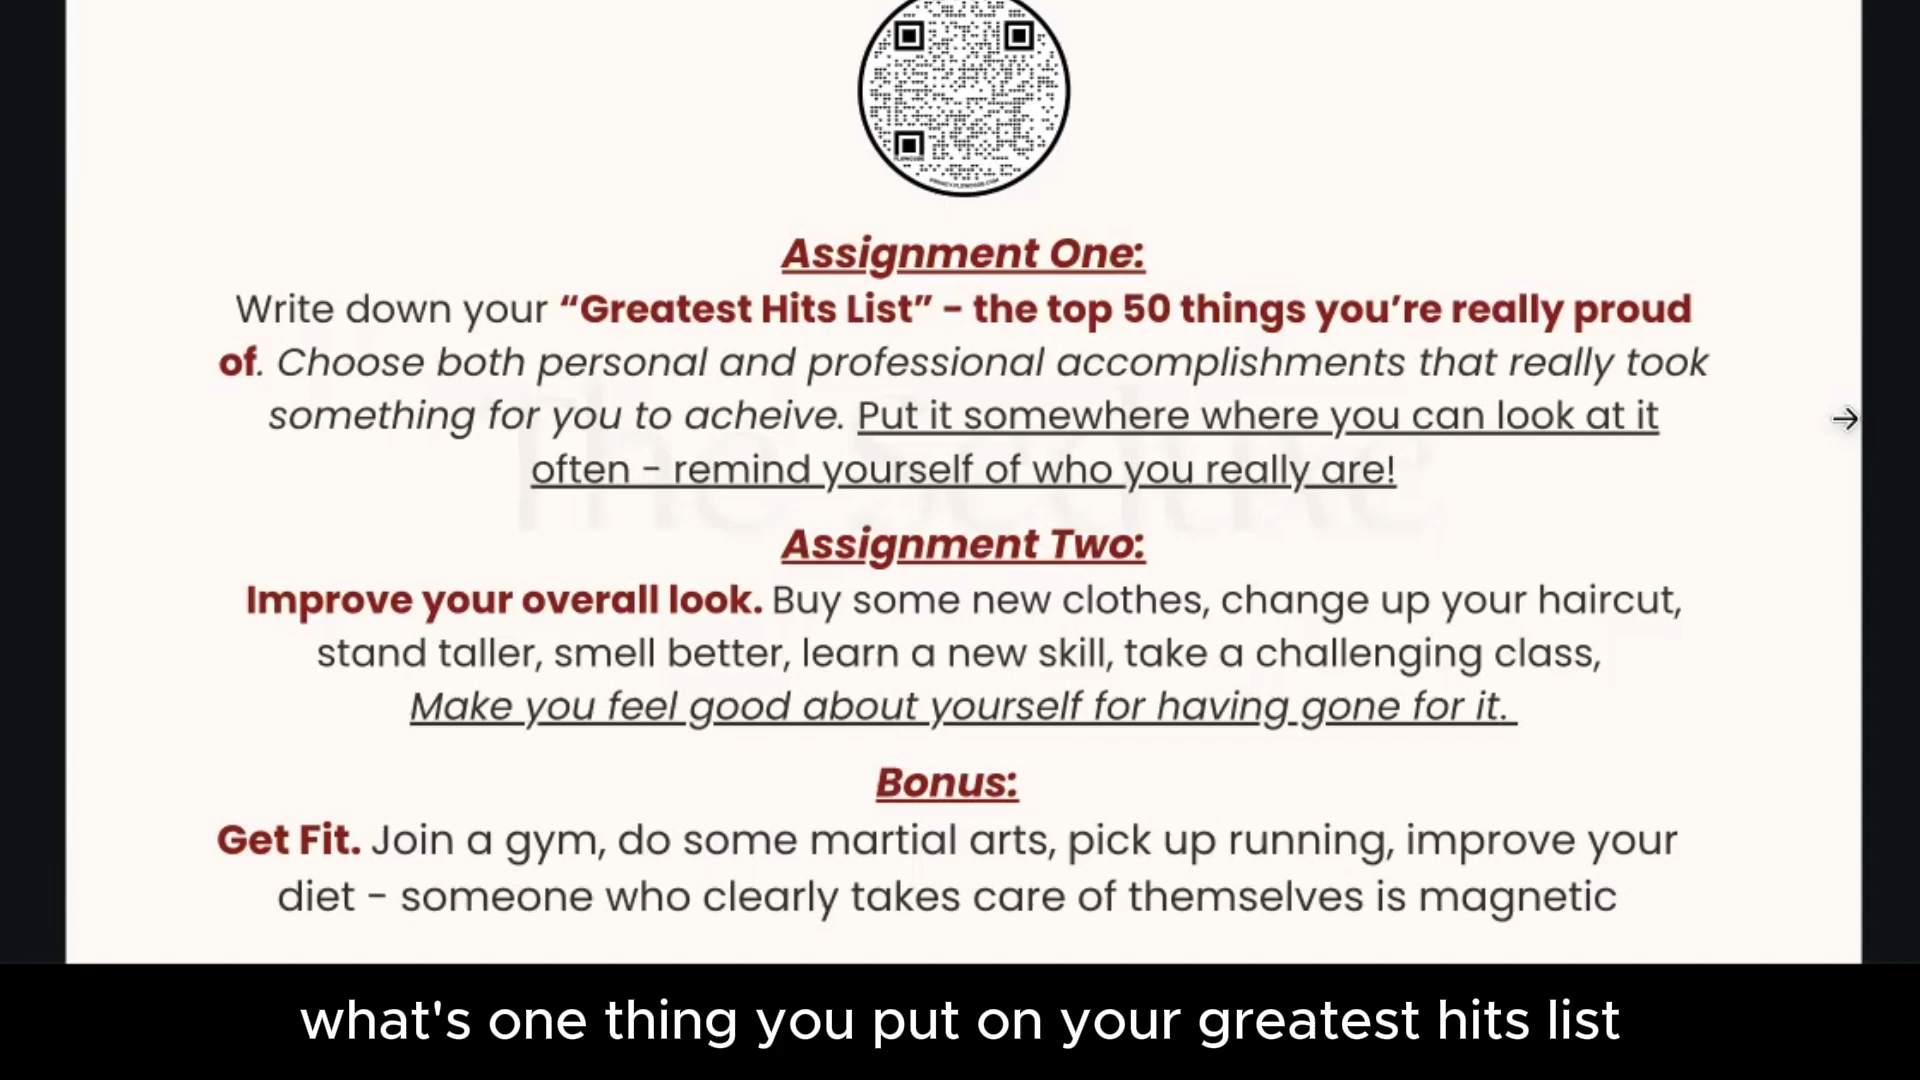 Assignment One:
Write down your “Greatest Hits List” – the top 50 things you’re really proud
of. Choose both personal and professional accomplishments that really took
something for you to acheive. Put it somewhere where you can look at it
often – remind yourself of who you really are!
Assignment Two:
Improve your overall look. Buy some new clothes, change up your haircut,
stand taller, smell better, learn a new skill, take a challenging class,
Make you feel good about yourself for having gone for it.
Bonus:
Get Fit. Join a gym, do some martial arts, pick up running, improve your
diet – someone who clearly takes care of themselves is magnetic
what's one thing you put on your greatest hits list